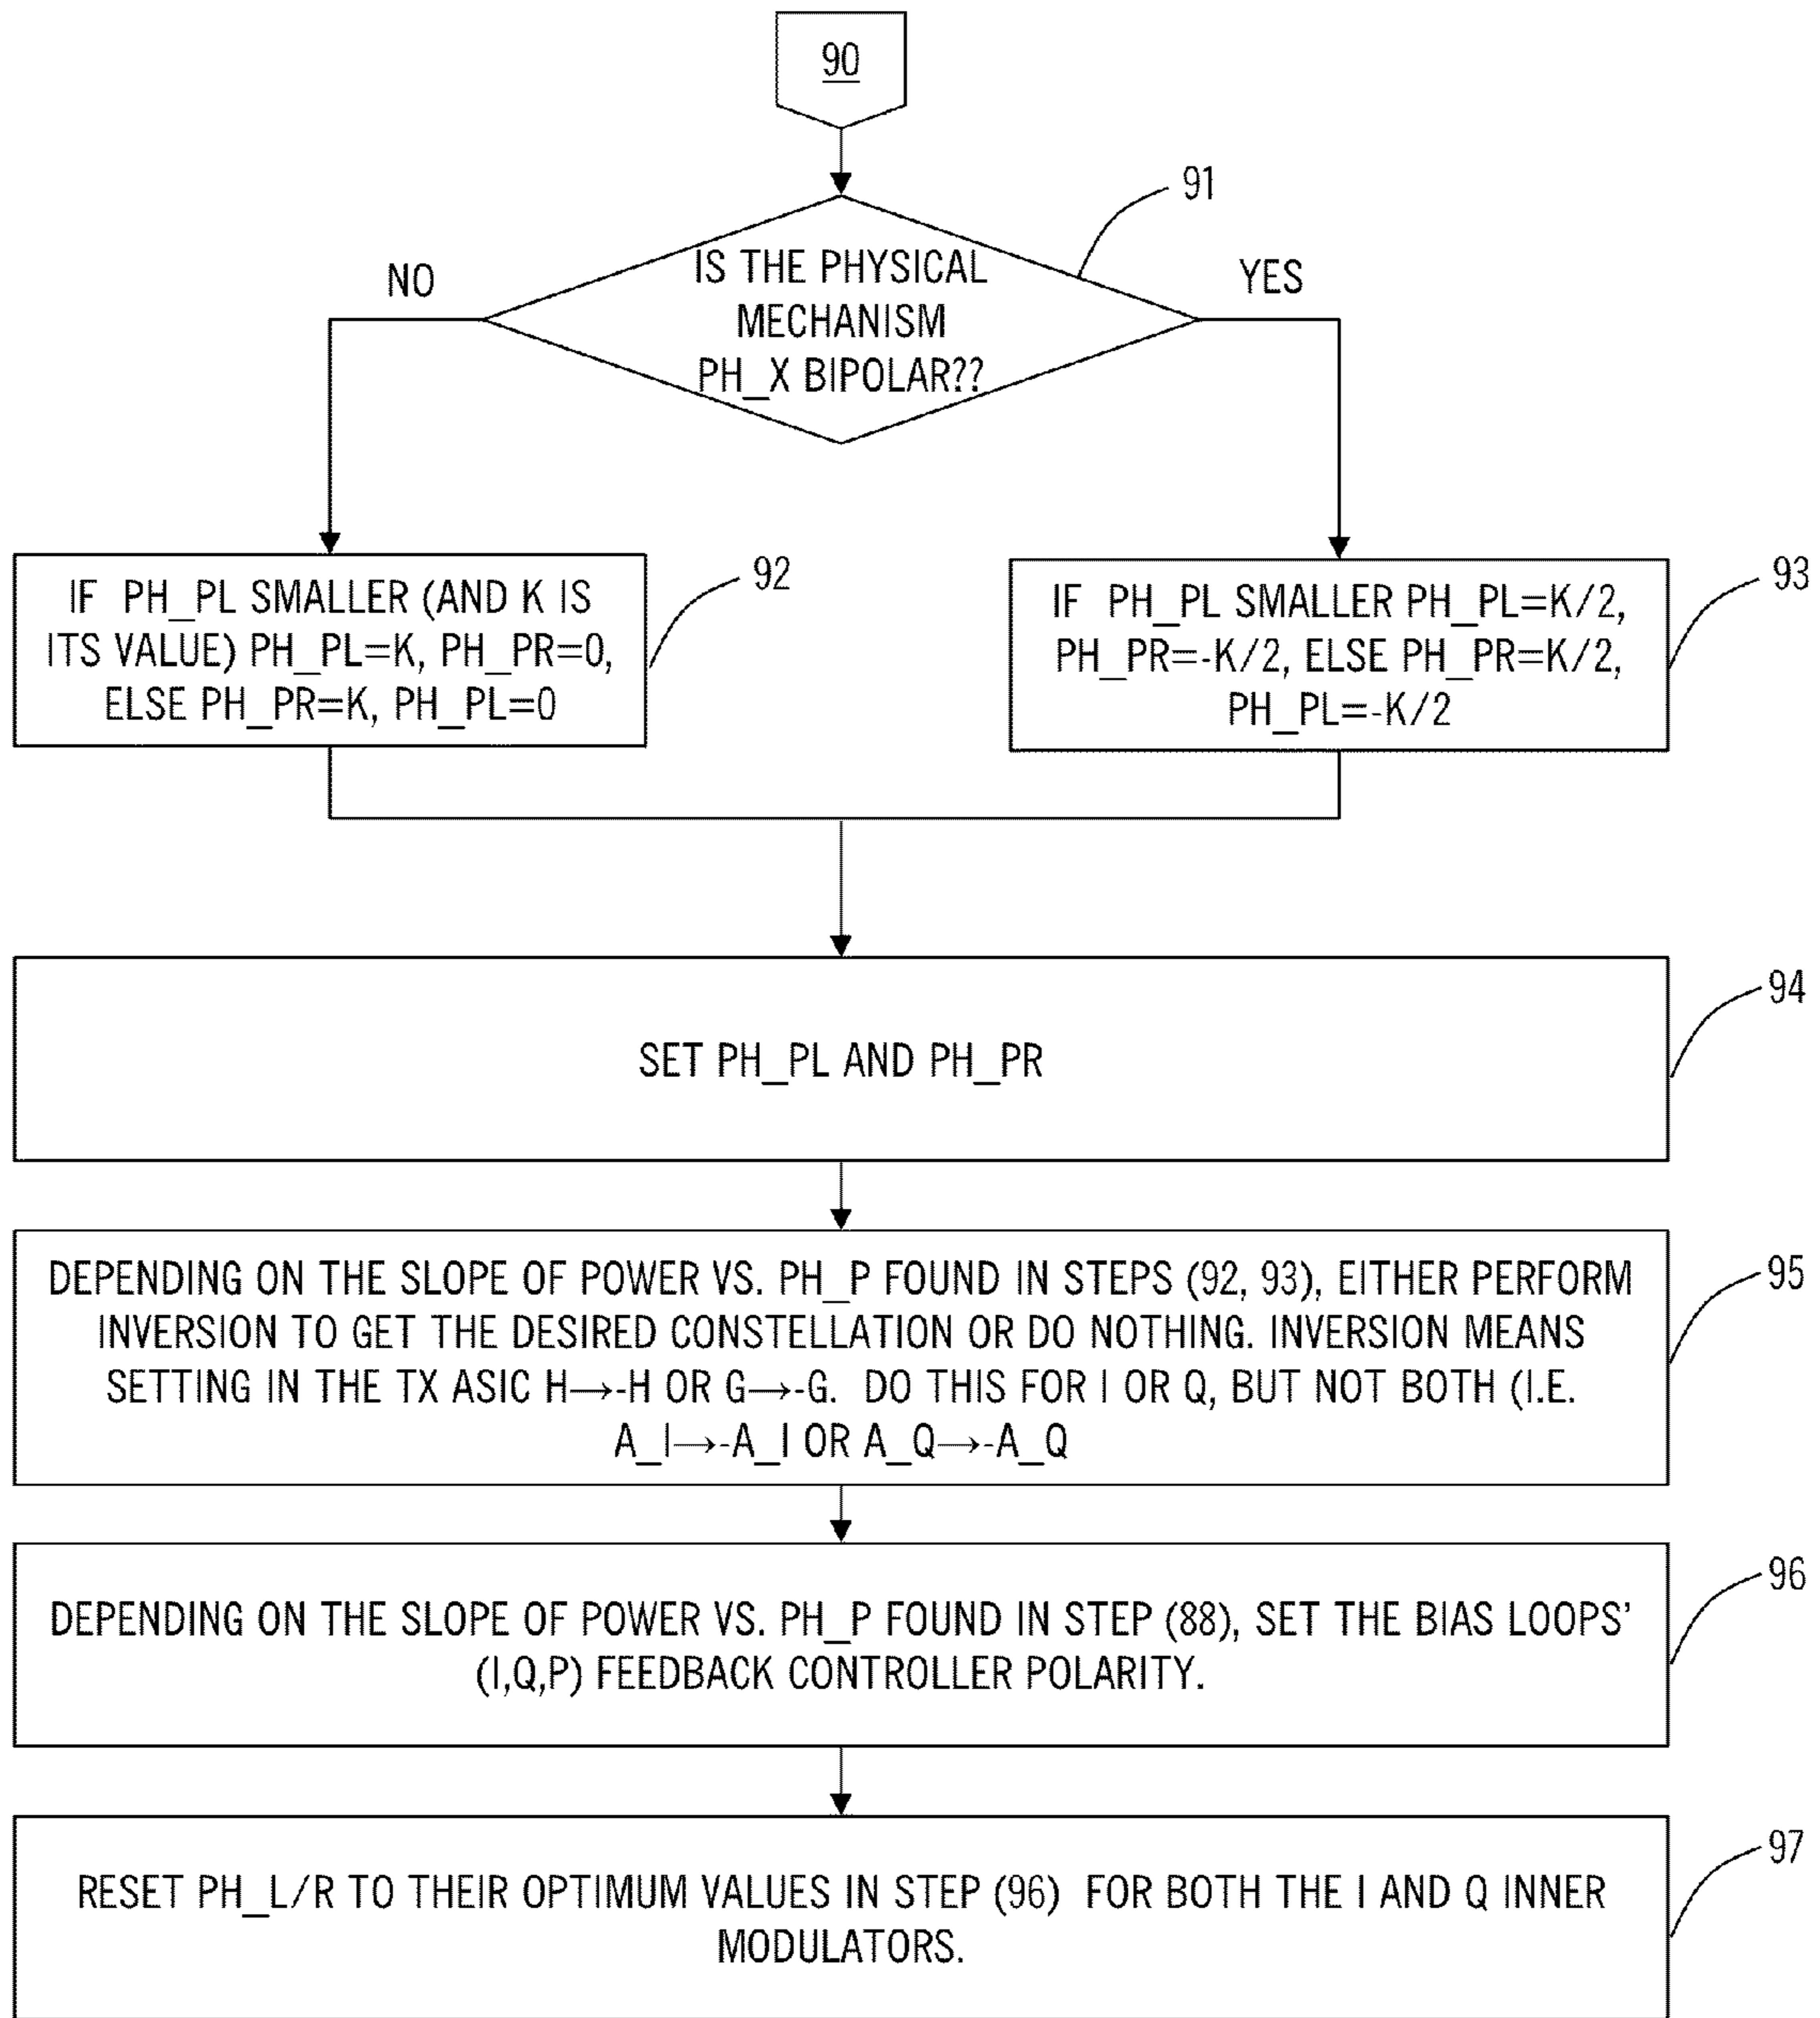 90
91
NO
IS THE PHYSICAL
MECHANISM
PH_X BIPOLAR??
YES
IF PH_PL SMALLER (AND K IS
ITS VALUE) PH_PL=K, PH_PR=0,
ELSE PH_PR=K, PH_PL=0
92
IF PH_PL SMALLER PH_PL=K/2,
PH_PR=-K/2, ELSE PH_PR=K/2,
PH_PL=-K/2
93
SET PH_PL AND PH_PR
94
DEPENDING ON THE SLOPE OF POWER VS. PH_P FOUND IN STEPS (92, 93), EITHER PERFORM
INVERSION TO GET THE DESIRED CONSTELLATION OR DO NOTHING. INVERSION MEANS
SETTING IN THE TX ASIC H→-H OR G→-G. DO THIS FOR I OR Q, BUT NOT BOTH (I.E.
A_I→-A_I OR A_Q→-A_Q
95
DEPENDING ON THE SLOPE OF POWER VS. PH_P FOUND IN STEP (88), SET THE BIAS LOOPS'
(I,Q,P) FEEDBACK CONTROLLER POLARITY.
96
RESET PH_L/R TO THEIR OPTIMUM VALUES IN STEP (96) FOR BOTH THE I AND Q INNER
MODULATORS.
97